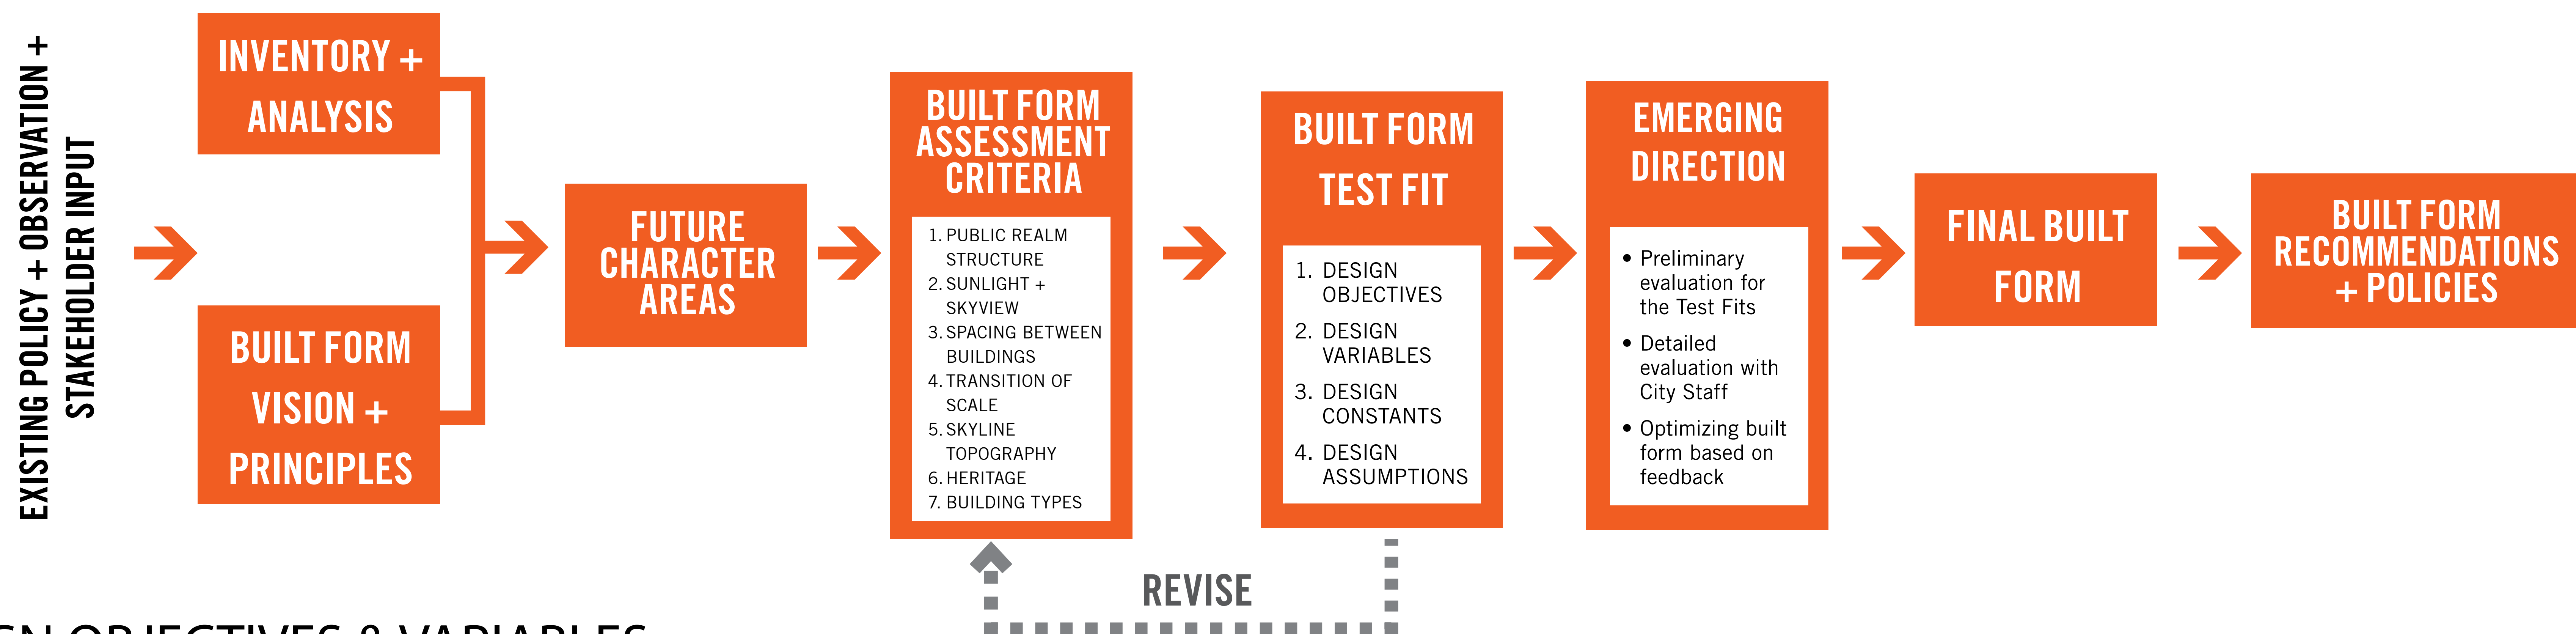 EXISTING POLICY + OBSERVATION +
STAKEHOLDER INPUT
INVENTORY +
ANALYSIS
BUILT FORM
VISION +
PRINCIPLES
FUTURE
CHARACTER
AREAS
BUILT FORM
ASSESSMENT
CRITERIA
1. PUBLIC REALM
STRUCTURE
2. SUNLIGHT +
SKYVIEW
3. SPACING BETWEEN
BUILDINGS
4. TRANSITION OF
SCALE
5. SKYLINE
TOPOGRAPHY
6. HERITAGE
7. BUILDING TYPES
BUILT FORM
TEST FIT
1. DESIGN
OBJECTIVES
2. DESIGN
VARIABLES
3. DESIGN
CONSTANTS
4. DESIGN
ASSUMPTIONS
EMERGING
DIRECTION
• Preliminary
evaluation for
the Test Fits
• Detailed
evaluation with
City Staff
• Optimizing built
form based on
feedback
FINAL BUILT
FORM
BUILT FORM
RECOMMENDATIONS
+ POLICIES
REVISE
OBJECTIVES & VARIABLES